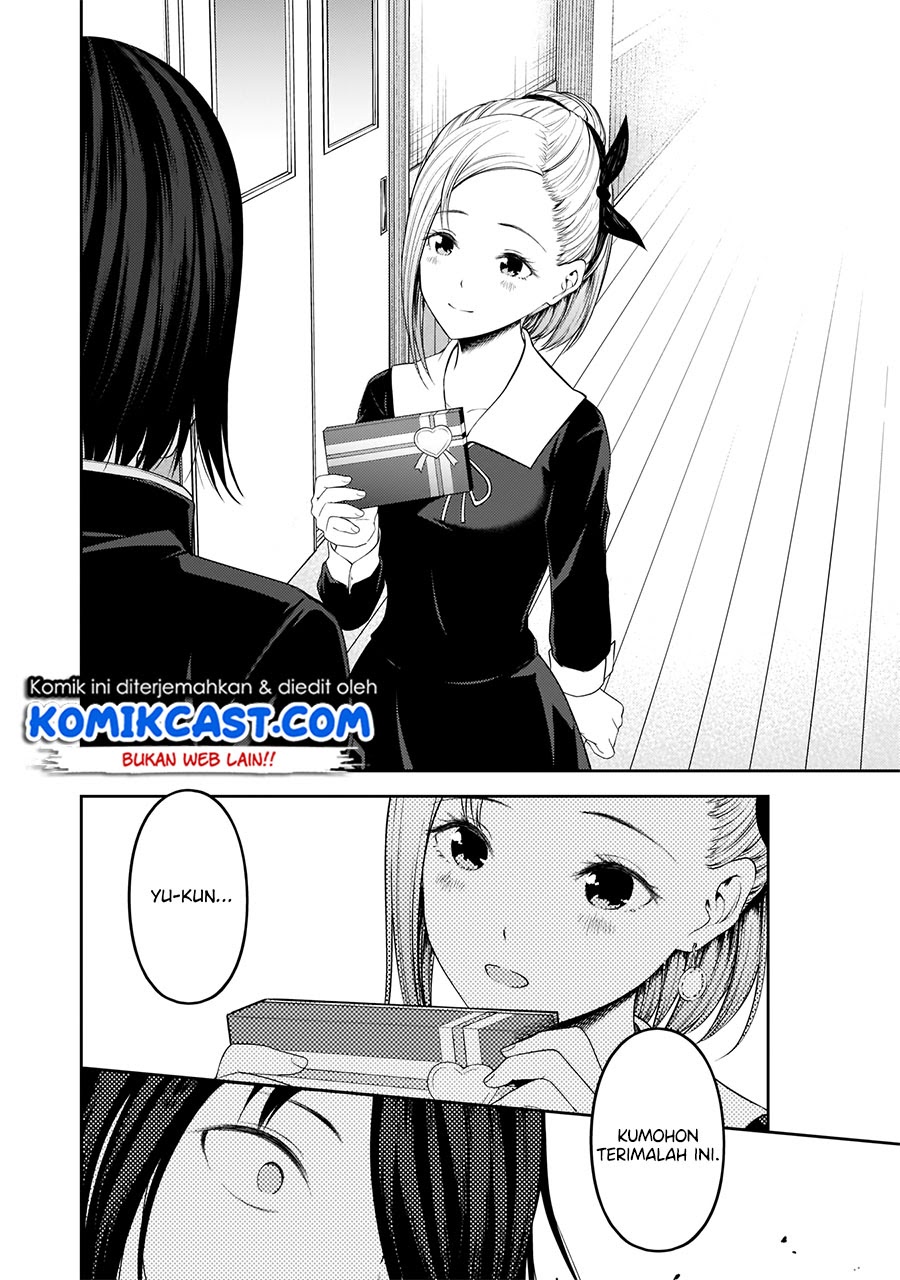 Komik ini diterjemahkan & diedit oleh
KOMIKCAST.COM
BUKAN WEB LAIN!!
YU-KUN...
KUMOHON
TERIMALAH INI.